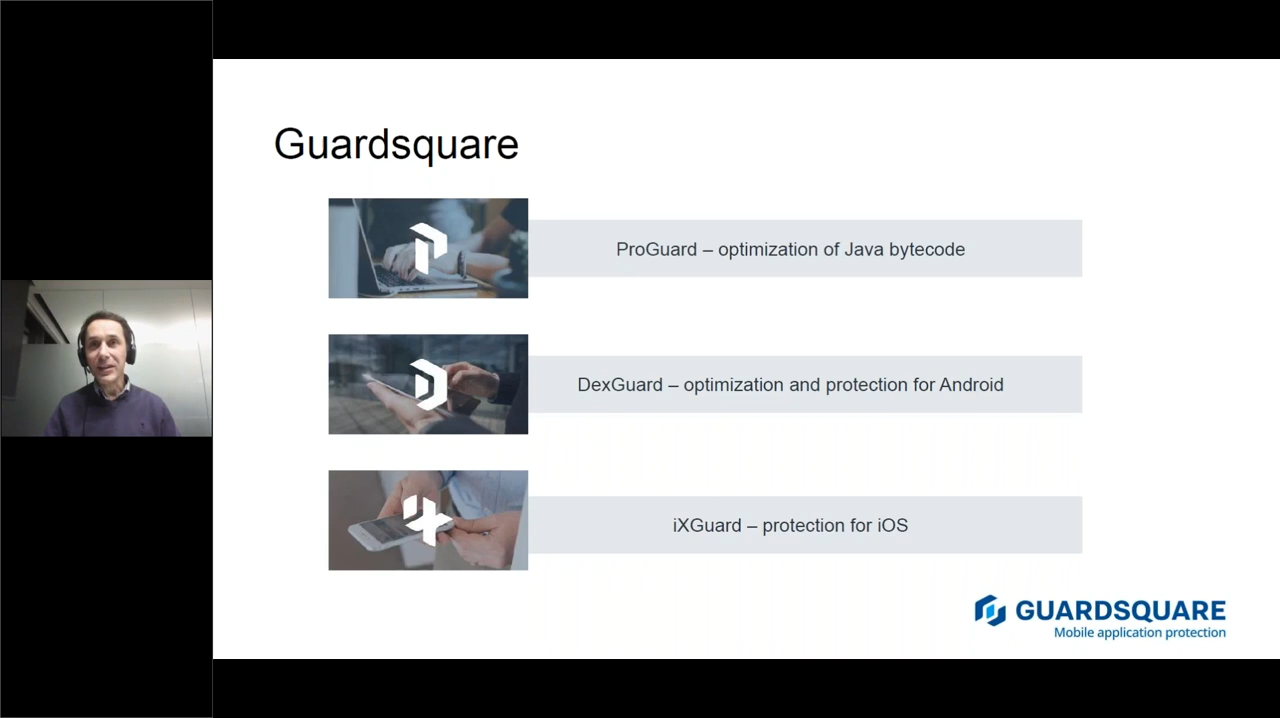 Guardsquare
ProGuard – optimization of Java bytecode
DexGuard – optimization and protection for Android
iXGuard – protection for iOS
GUARDSQUARE
Mobile application protection